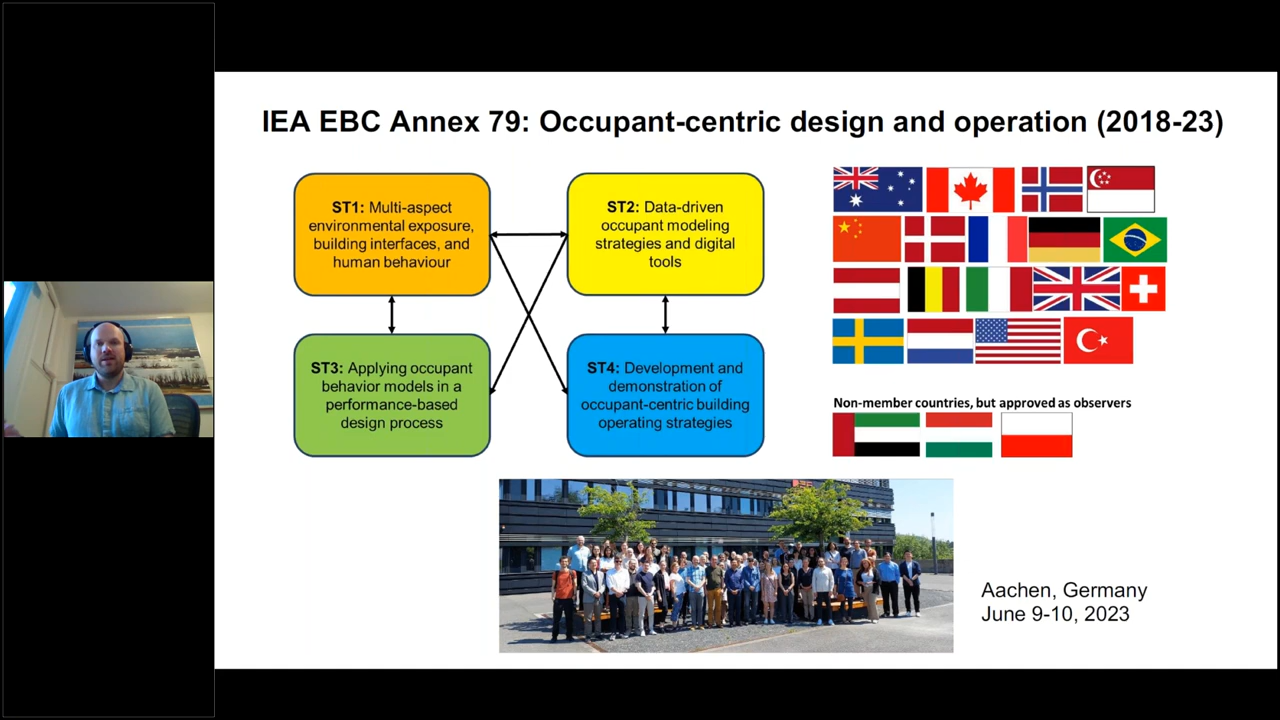 IEA EBC Annex 79: Occupant-centric design and operation (2018-23)
ST1: Multi-aspect
environmental exposure,
building interfaces, and
human behaviour
ST2: Data-driven
occupant modeling
strategies and digital
tools
ST3: Applying occupant
behavior models in a
performance-based
design process
ST4: Development and
demonstration of
occupant-centric building
operating strategies
Non-member countries, but approved as observers
Aachen, Germany
June 9-10, 2023